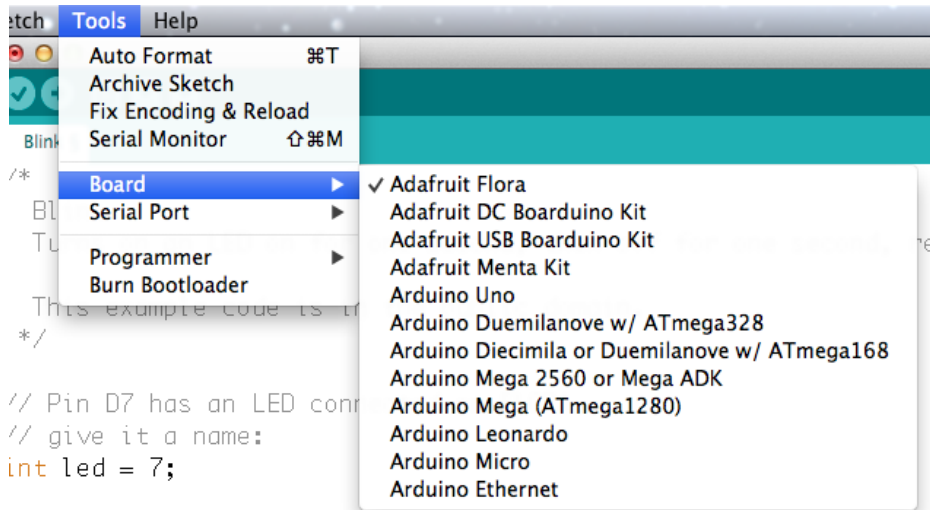 etch Tools Help
Auto Format ⌘T
Archive Sketch
Fix Encoding & Reload
Serial Monitor ⇧⌘M
Blink
/*
Board
Serial Port
Programmer
Burn Bootloader
✓ Adafruit Flora
Adafruit DC Boarduino Kit
Adafruit USB Boarduino Kit
Adafruit Menta Kit
Arduino Uno
Arduino Duemilanove w/ ATmega328
Arduino Diecimila or Duemilanove w/ ATmega168
Arduino Mega 2560 or Mega ADK
Arduino Mega (ATmega1280)
Arduino Leonardo
Arduino Micro
Arduino Ethernet
Bl
Tu
re
This example code is in
*/
// Pin D7 has an LED conn
// give it a name:
int led = 7;